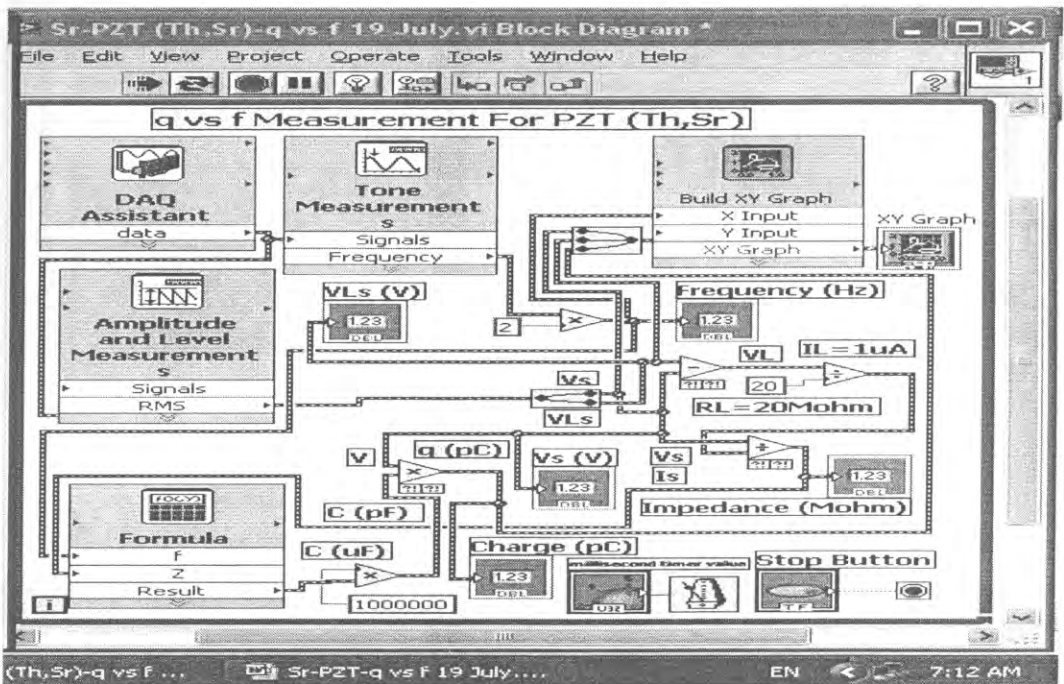 Sr-PZT (Th,Sr)-q vs f 19 July.vi Block Diagram *
File Edit View Project Operate Tools Window Help
1
q vs f Measurement For PZT (Th,Sr)
DAQ
Assistant
data
Tone
Measurement
s
Signals
Frequency
Build XY Graph
X Input
Y Input
XY Graph
XY Graph
Amplitude
and Level
Measurement
s
Signals
RMS
VLs (V)
1.23
DBL
2
×
Frequency (Hz)
1.23
DBL
Vs
VLs
VL
IL=1uA
20
RL=20Mohm
V
q (pC)
×
Vs (V)
1.23
DBL
Vs
Is
1.23
DBL
Impedance (Mohm)
C (pF)
Formula
f
Z
Result
C (uF)
×
1000000
Charge (pC)
1.23
DBL
millisecond timer value
U32
Stop Button
TF
i
(Th,Sr)-q vs f ...
Sr-PZT-q vs f 19 July....
EN
7:12 AM